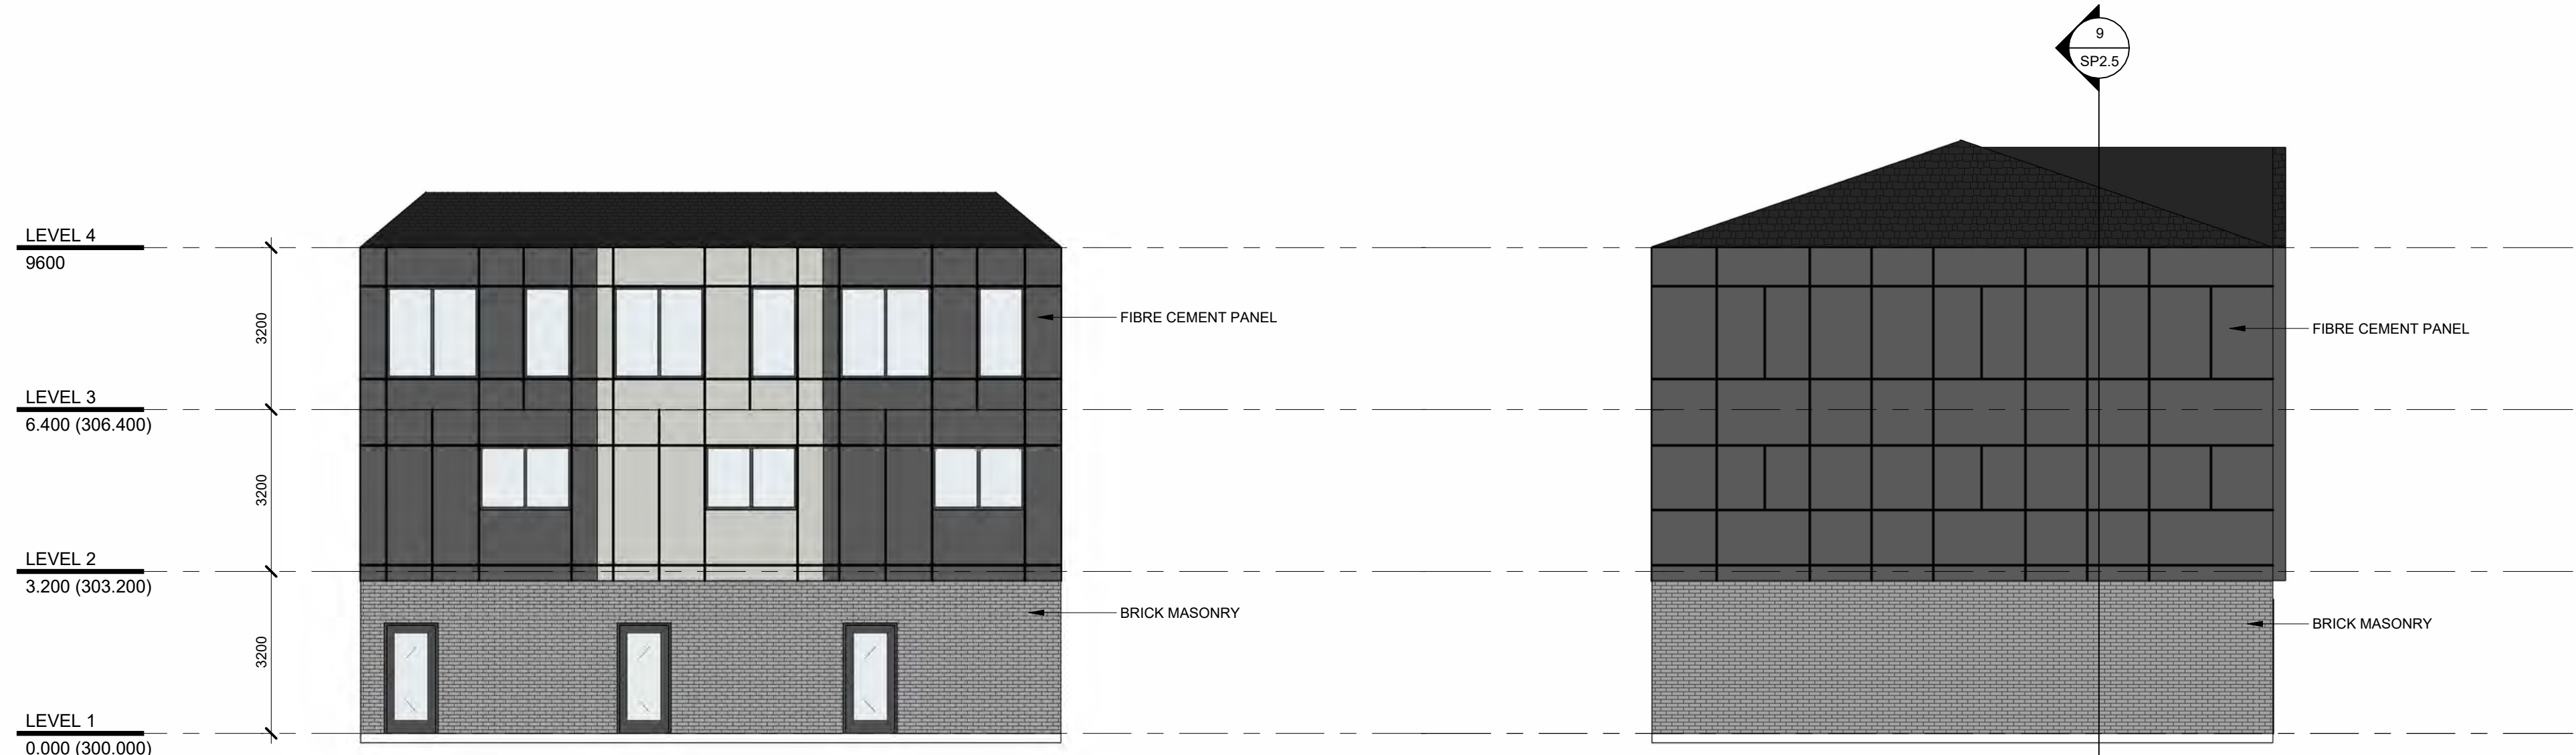 9
SP2.5
LEVEL 4
9600
3200
FIBRE CEMENT PANEL
FIBRE CEMENT PANEL
LEVEL 3
6.400 (306.400)
3200
LEVEL 2
3.200 (303.200)
BRICK MASONRY
BRICK MASONRY
3200
LEVEL 1
0.000 (300.000)